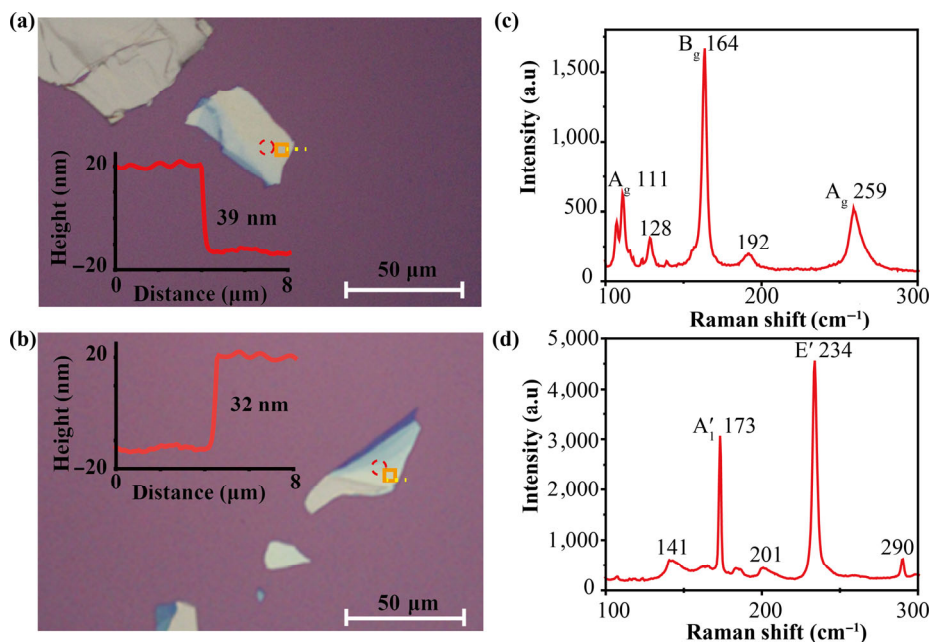 (a)
Height (nm)
20
−20
39 nm
0
8
Distance (μm)
50 μm
(b)
Height (nm)
20
−20
32 nm
0
8
Distance (μm)
50 μm
(c)
Intensity (a.u)
1,500
1,000
500
0
Ag 111
128
Bg 164
192
Ag 259
100
200
300
Raman shift (cm⁻¹)
(d)
Intensity (a.u)
5,000
4,000
3,000
2,000
1,000
0
141
A′1 173
201
E′ 234
290
100
200
300
Raman shift (cm⁻¹)